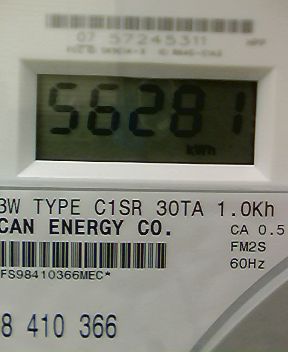 07 57245311
56281
kWh
3W TYPE C1SR 30TA 1.0Kh
CAN ENERGY CO.
CA 0.5
FM2S
60Hz
FS98410366MEC*
8 410 366